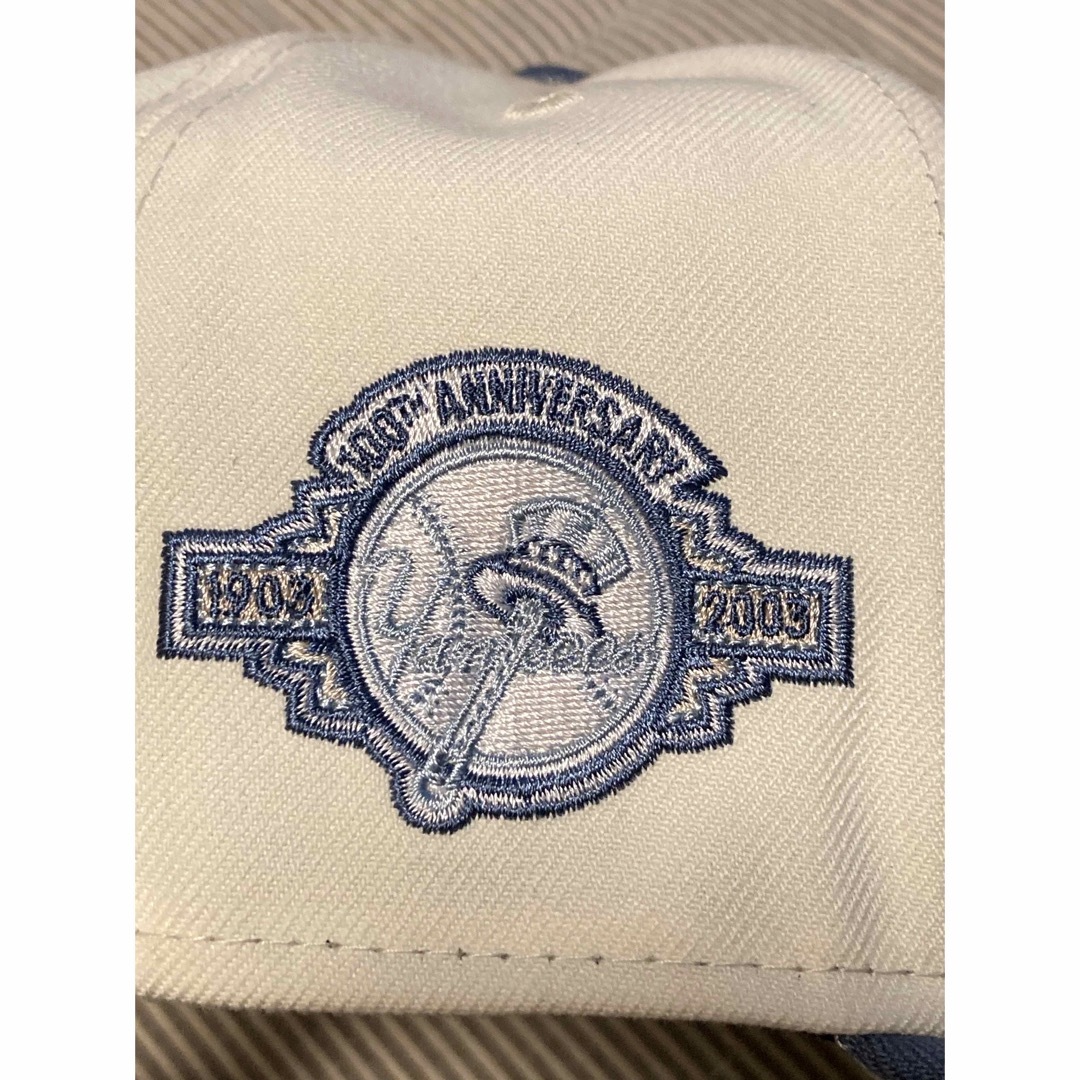 100TH ANNIVERSARY
1903
Yankees
2003